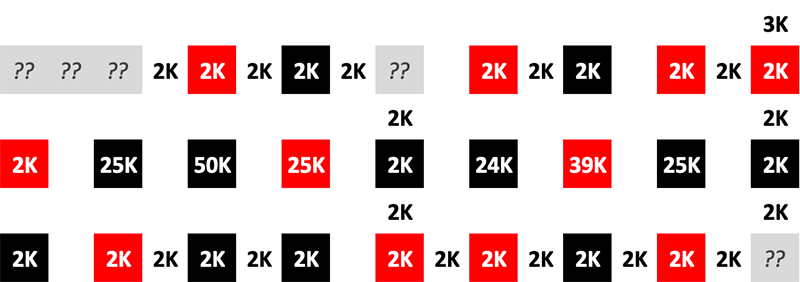 3K
?? ?? ?? 2K 2K 2K 2K 2K ?? 2K 2K 2K 2K 2K 2K
2K 2K
2K 25K 50K 25K 2K 24K 39K 25K 2K
2K 2K
2K 2K 2K 2K 2K 2K 2K 2K 2K 2K 2K 2K 2K 2K ??